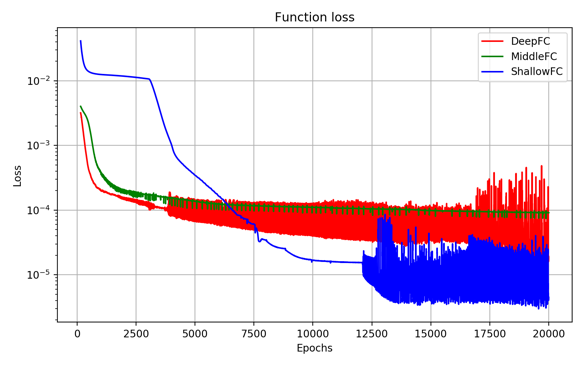 Function loss
DeepFC
MiddleFC
ShallowFC
Loss
10⁻²
10⁻³
10⁻⁴
10⁻⁵
0 2500 5000 7500 10000 12500 15000 17500 20000
Epochs